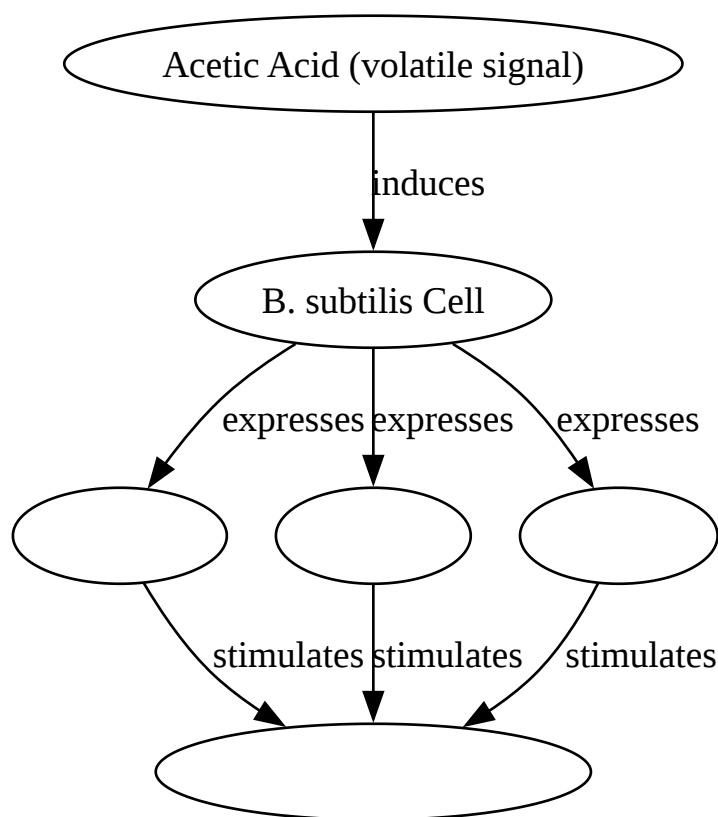 Acetic Acid (volatile signal)
induces
B. subtilis Cell
expresses
expresses
expresses
stimulates
stimulates
stimulates